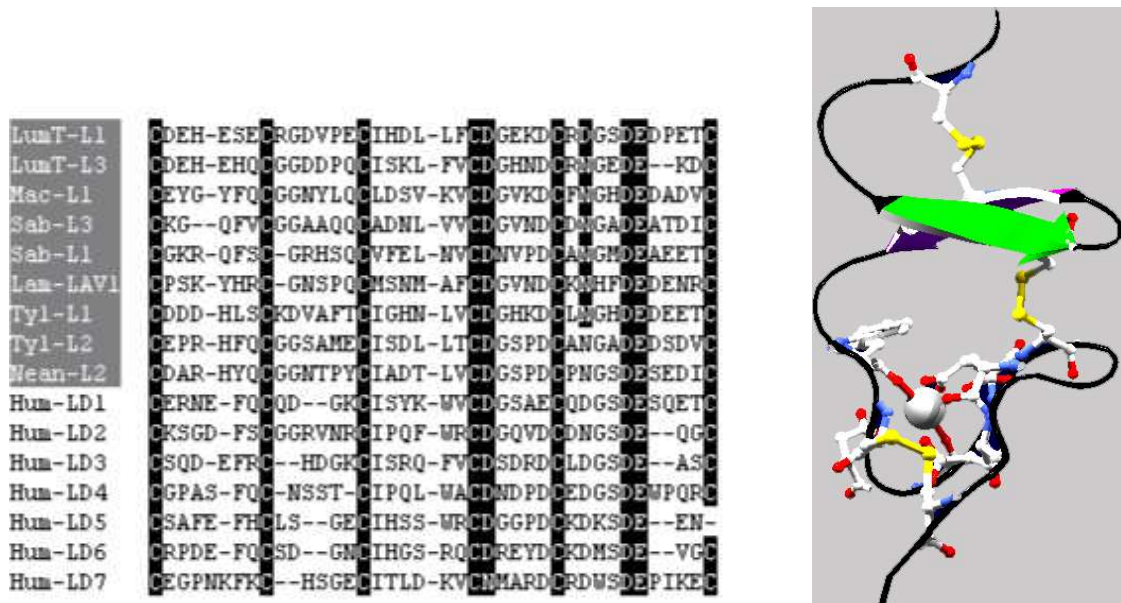 LumT-L1 CDEH-ESECRGDVPECIHDL-LFCDGEKDCRDGSDEDPETC
LumT-L3 CDEH-EHQCGGDDPQCISKL-FVCDGHNDCRNGEDE--KDC
Mac-L1 CEYG-YFQCGGNYLQCLDSV-KVCDGVKDCFNGHDEDADVC
Sab-L3 CKG--QFVCGGAAQQCADNL-VVCDGVNDCDNGADEATDIC
Sab-L1 CGKR-QFSC-GRHSQCVFEL-NVCDNVPDCANGMDEAEETC
Lam-LAV1 CPSK-YHRC-GNSPQCMSNM-AFCDGVNDCKNHFDEDENRC
Tyl-L1 CDDD-HLSCKDVAFTCIGHN-LVCDGHKDCLNGHDEDEETC
Tyl-L2 CEPR-HFQCGGSAMECISDL-LTCDGSPDCANGADEDSDVC
Nean-L2 CDAR-HYQCGGNTPYCIADT-LVCDGSPDCPNGSDESEDIC
Hum-LD1 CERNE-FQCQD--GKCISYK-WVCDGSAECQDGSDESQETC
Hum-LD2 CKSGD-FSCGGRVNRCIPQF-WRCDGQVDCDNGSDE--QGC
Hum-LD3 CSQD-EFRC--HDGKCISRQ-FVCDSDRDCLDGSDE--ASC
Hum-LD4 CGPAS-FQC-NSST-CIPQL-WACDNDPDCEDGSDEWPQRC
Hum-LD5 CSAFE-FHCLS--GECIHSS-WRCDGGPDCKDKSDE--EN-
Hum-LD6 CRPDE-FQCSD--GNCIHGS-RQCDREYDCKDMSDE--VGC
Hum-LD7 CEGPNKFKC--HSGECITLD-KVCNMARDCRDWSDEPIKEC